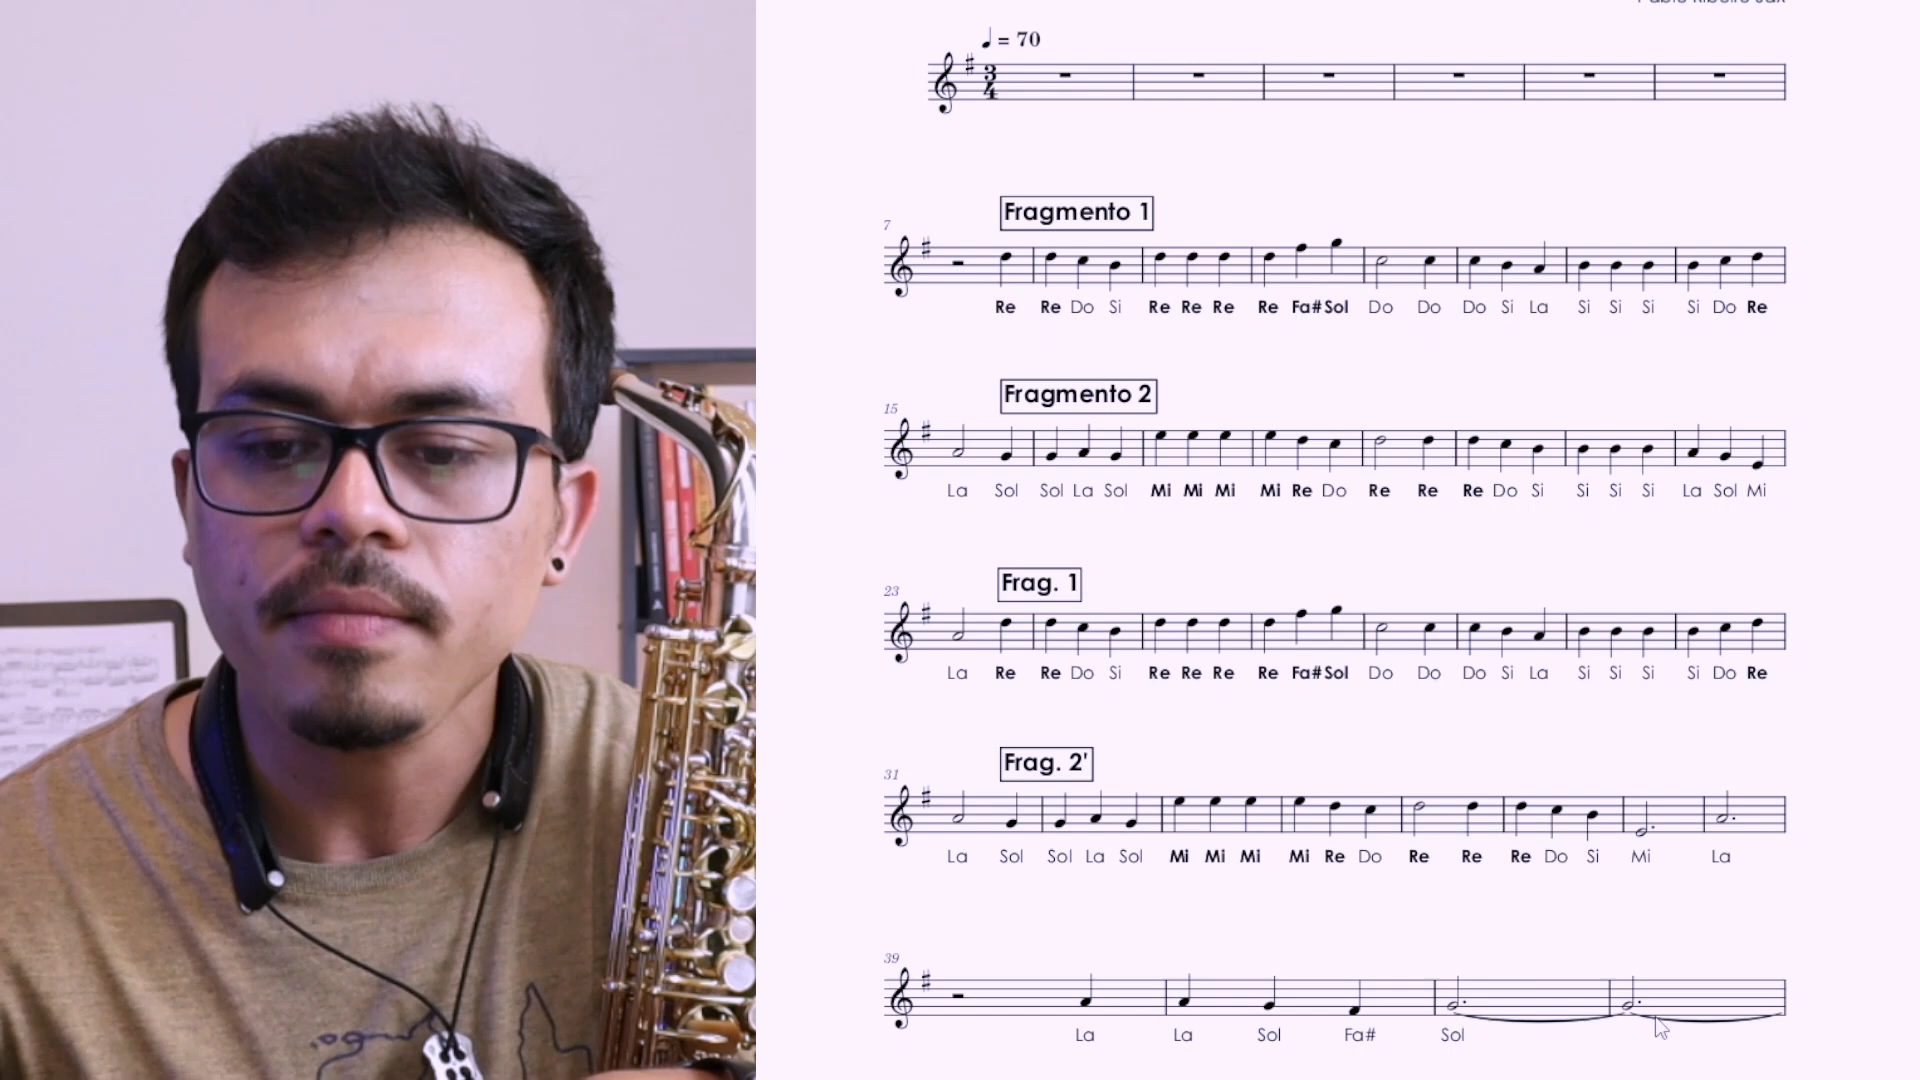 = 70
3
4
Fragmento 1
7
Re Re Do Si Re Re Re Re Fa# Sol Do Do Do Si La Si Si Si Si Do Re
Fragmento 2
15
La Sol Sol La Sol Mi Mi Mi Mi Re Do Re Re Re Do Si Si Si Si La Sol Mi
Frag. 1
23
La Re Re Do Si Re Re Re Re Fa# Sol Do Do Do Si La Si Si Si Si Do Re
Frag. 2'
31
La Sol Sol La Sol Mi Mi Mi Mi Re Do Re Re Re Do Si Mi La
39
La La Sol Fa# Sol